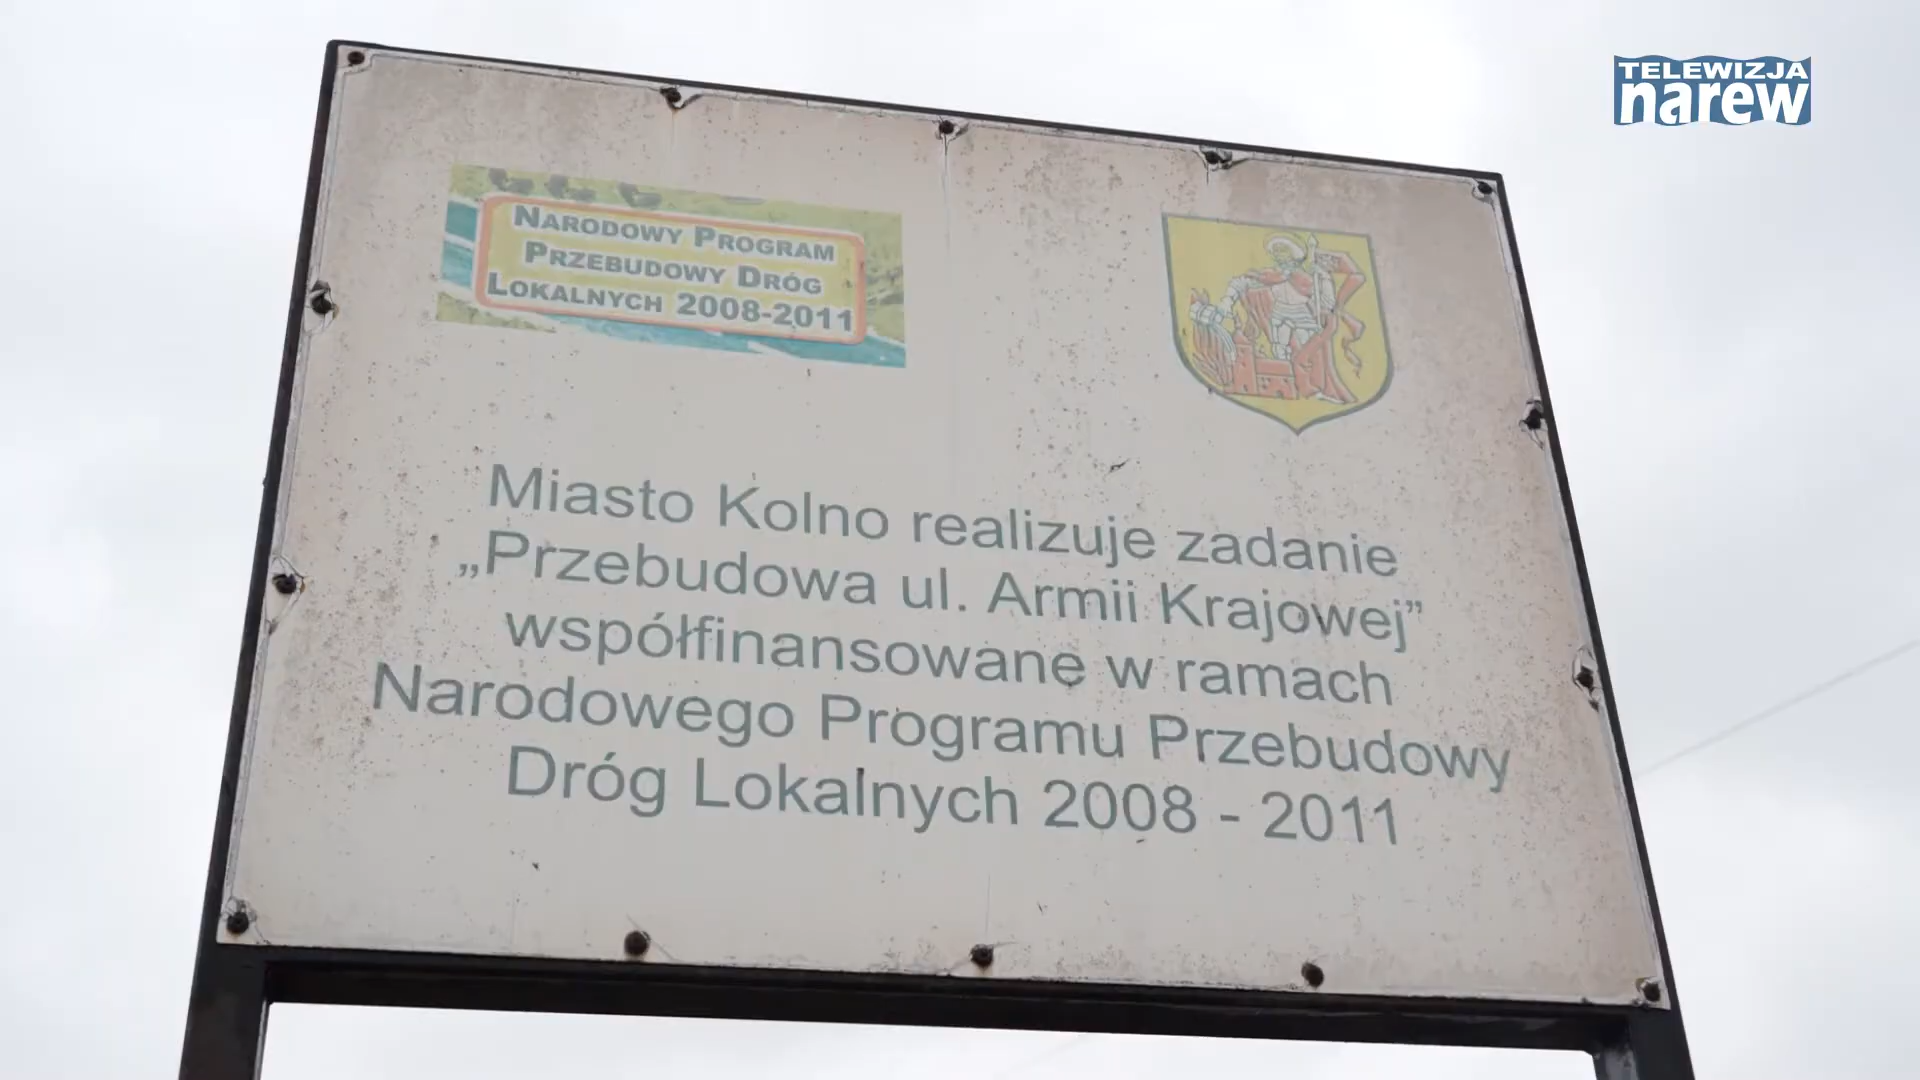 TELEWIZJA
narew
NARODOWY PROGRAM
PRZEBUDOWY DRÓG
LOKALNYCH 2008-2011
Miasto Kolno realizuje zadanie
„Przebudowa ul. Armii Krajowej”
współfinansowane w ramach
Narodowego Programu Przebudowy
Dróg Lokalnych 2008 - 2011